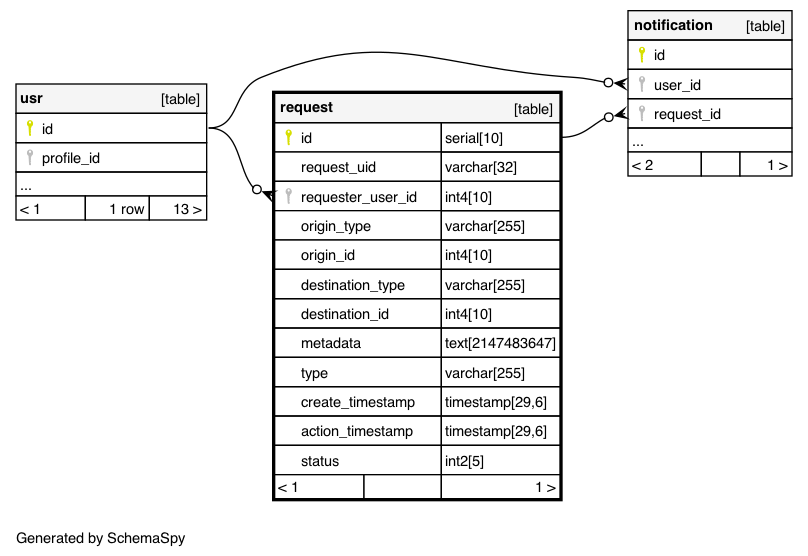 usr [table]
id
profile_id
...
< 1 1 row 13 >
request [table]
id serial[10]
request_uid varchar[32]
requester_user_id int4[10]
origin_type varchar[255]
origin_id int4[10]
destination_type varchar[255]
destination_id int4[10]
metadata text[2147483647]
type varchar[255]
create_timestamp timestamp[29,6]
action_timestamp timestamp[29,6]
status int2[5]
< 1 1 >
notification [table]
id
user_id
request_id
...
< 2 1 >
Generated by SchemaSpy